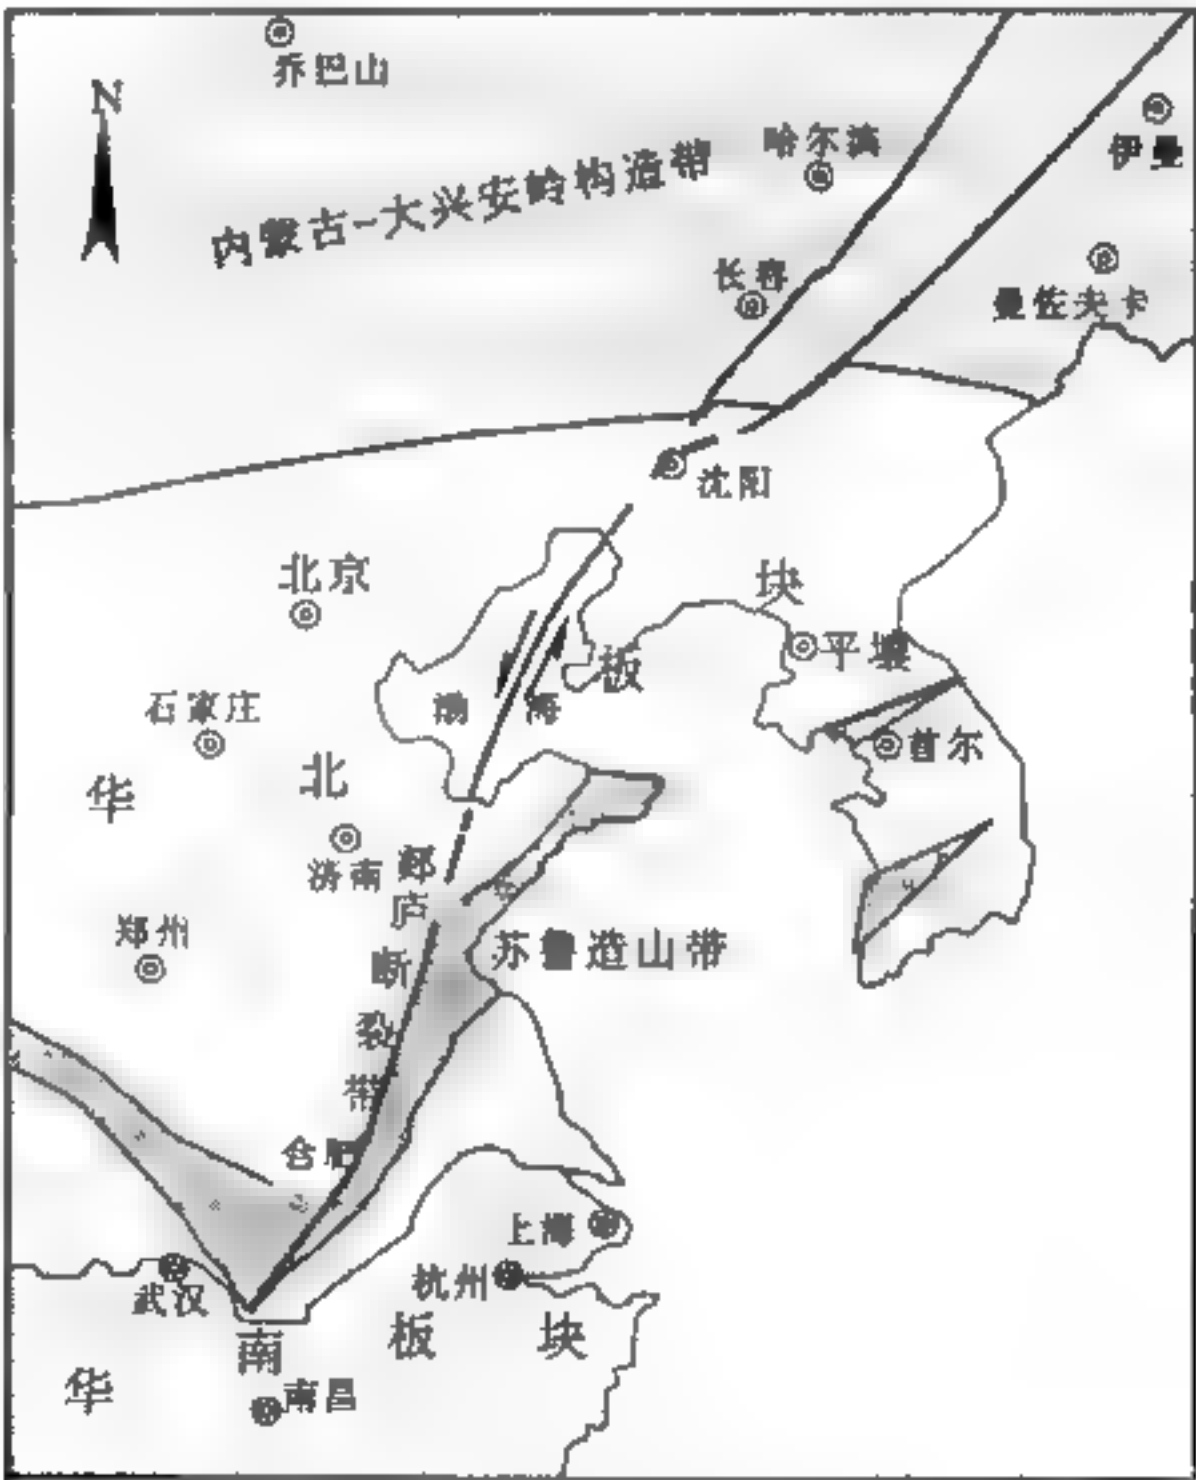 乔巴山
N
哈尔滨
伊曼
内蒙古-大兴安岭构造带
长春
曼佐夫卡
沈阳
北京
块
平壤
板
石家庄
渤海
首尔
华
北
济南
郯庐断裂带
郑州
苏鲁造山带
合肥
上海
杭州
武汉
南
板
块
华
南昌